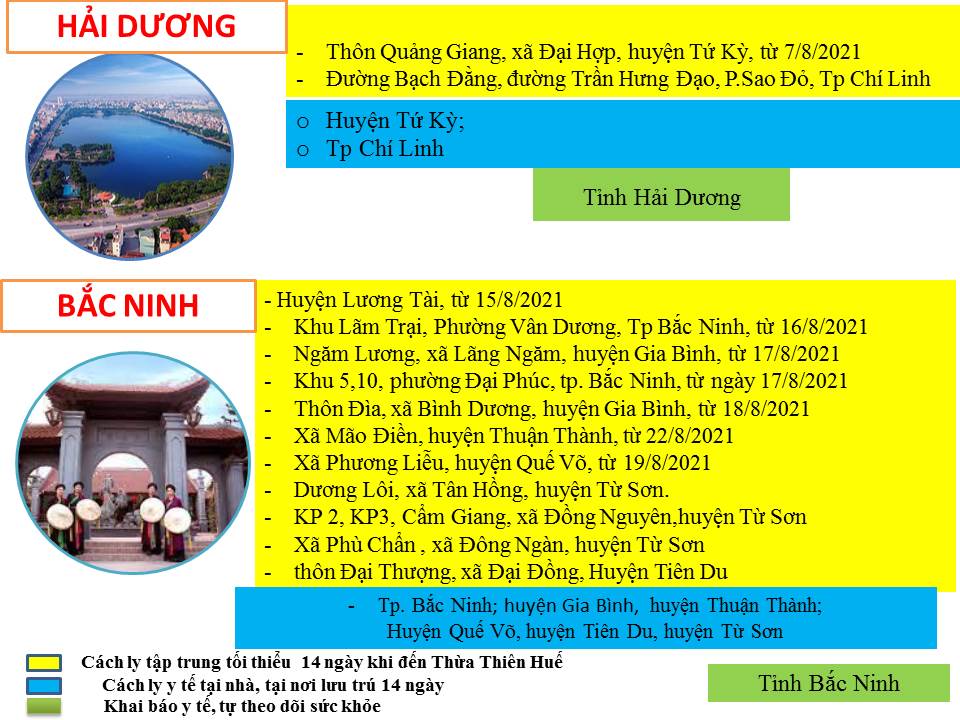 HẢI DƯƠNG
- Thôn Quảng Giang, xã Đại Hợp, huyện Tứ Kỳ, từ 7/8/2021
- Đường Bạch Đằng, đường Trần Hưng Đạo, P.Sao Đỏ, Tp Chí Linh
o Huyện Tứ Kỳ;
o Tp Chí Linh
Tỉnh Hải Dương
BẮC NINH
- Huyện Lương Tài, từ 15/8/2021
- Khu Lãm Trại, Phường Vân Dương, Tp Bắc Ninh, từ 16/8/2021
- Ngăm Lương, xã Lãng Ngăm, huyện Gia Bình, từ 17/8/2021
- Khu 5,10, phường Đại Phúc, tp. Bắc Ninh, từ ngày 17/8/2021
- Thôn Đìa, xã Bình Dương, huyện Gia Bình, từ 18/8/2021
- Xã Mão Điền, huyện Thuận Thành, từ 22/8/2021
- Xã Phương Liễu, huyện Quế Võ, từ 19/8/2021
- Dương Lôi, xã Tân Hồng, huyện Từ Sơn.
- KP 2, KP3, Cẩm Giang, xã Đồng Nguyên,huyện Từ Sơn
- Xã Phù Chẩn , xã Đông Ngàn, huyện Từ Sơn
- thôn Đại Thượng, xã Đại Đồng, Huyện Tiên Du
- Tp. Bắc Ninh; huyện Gia Bình, huyện Thuận Thành;
Huyện Quế Võ, huyện Tiên Du, huyện Từ Sơn
Cách ly tập trung tối thiểu 14 ngày khi đến Thừa Thiên Huế
Cách ly y tế tại nhà, tại nơi lưu trú 14 ngày
Khai báo y tế, tự theo dõi sức khỏe
Tỉnh Bắc Ninh